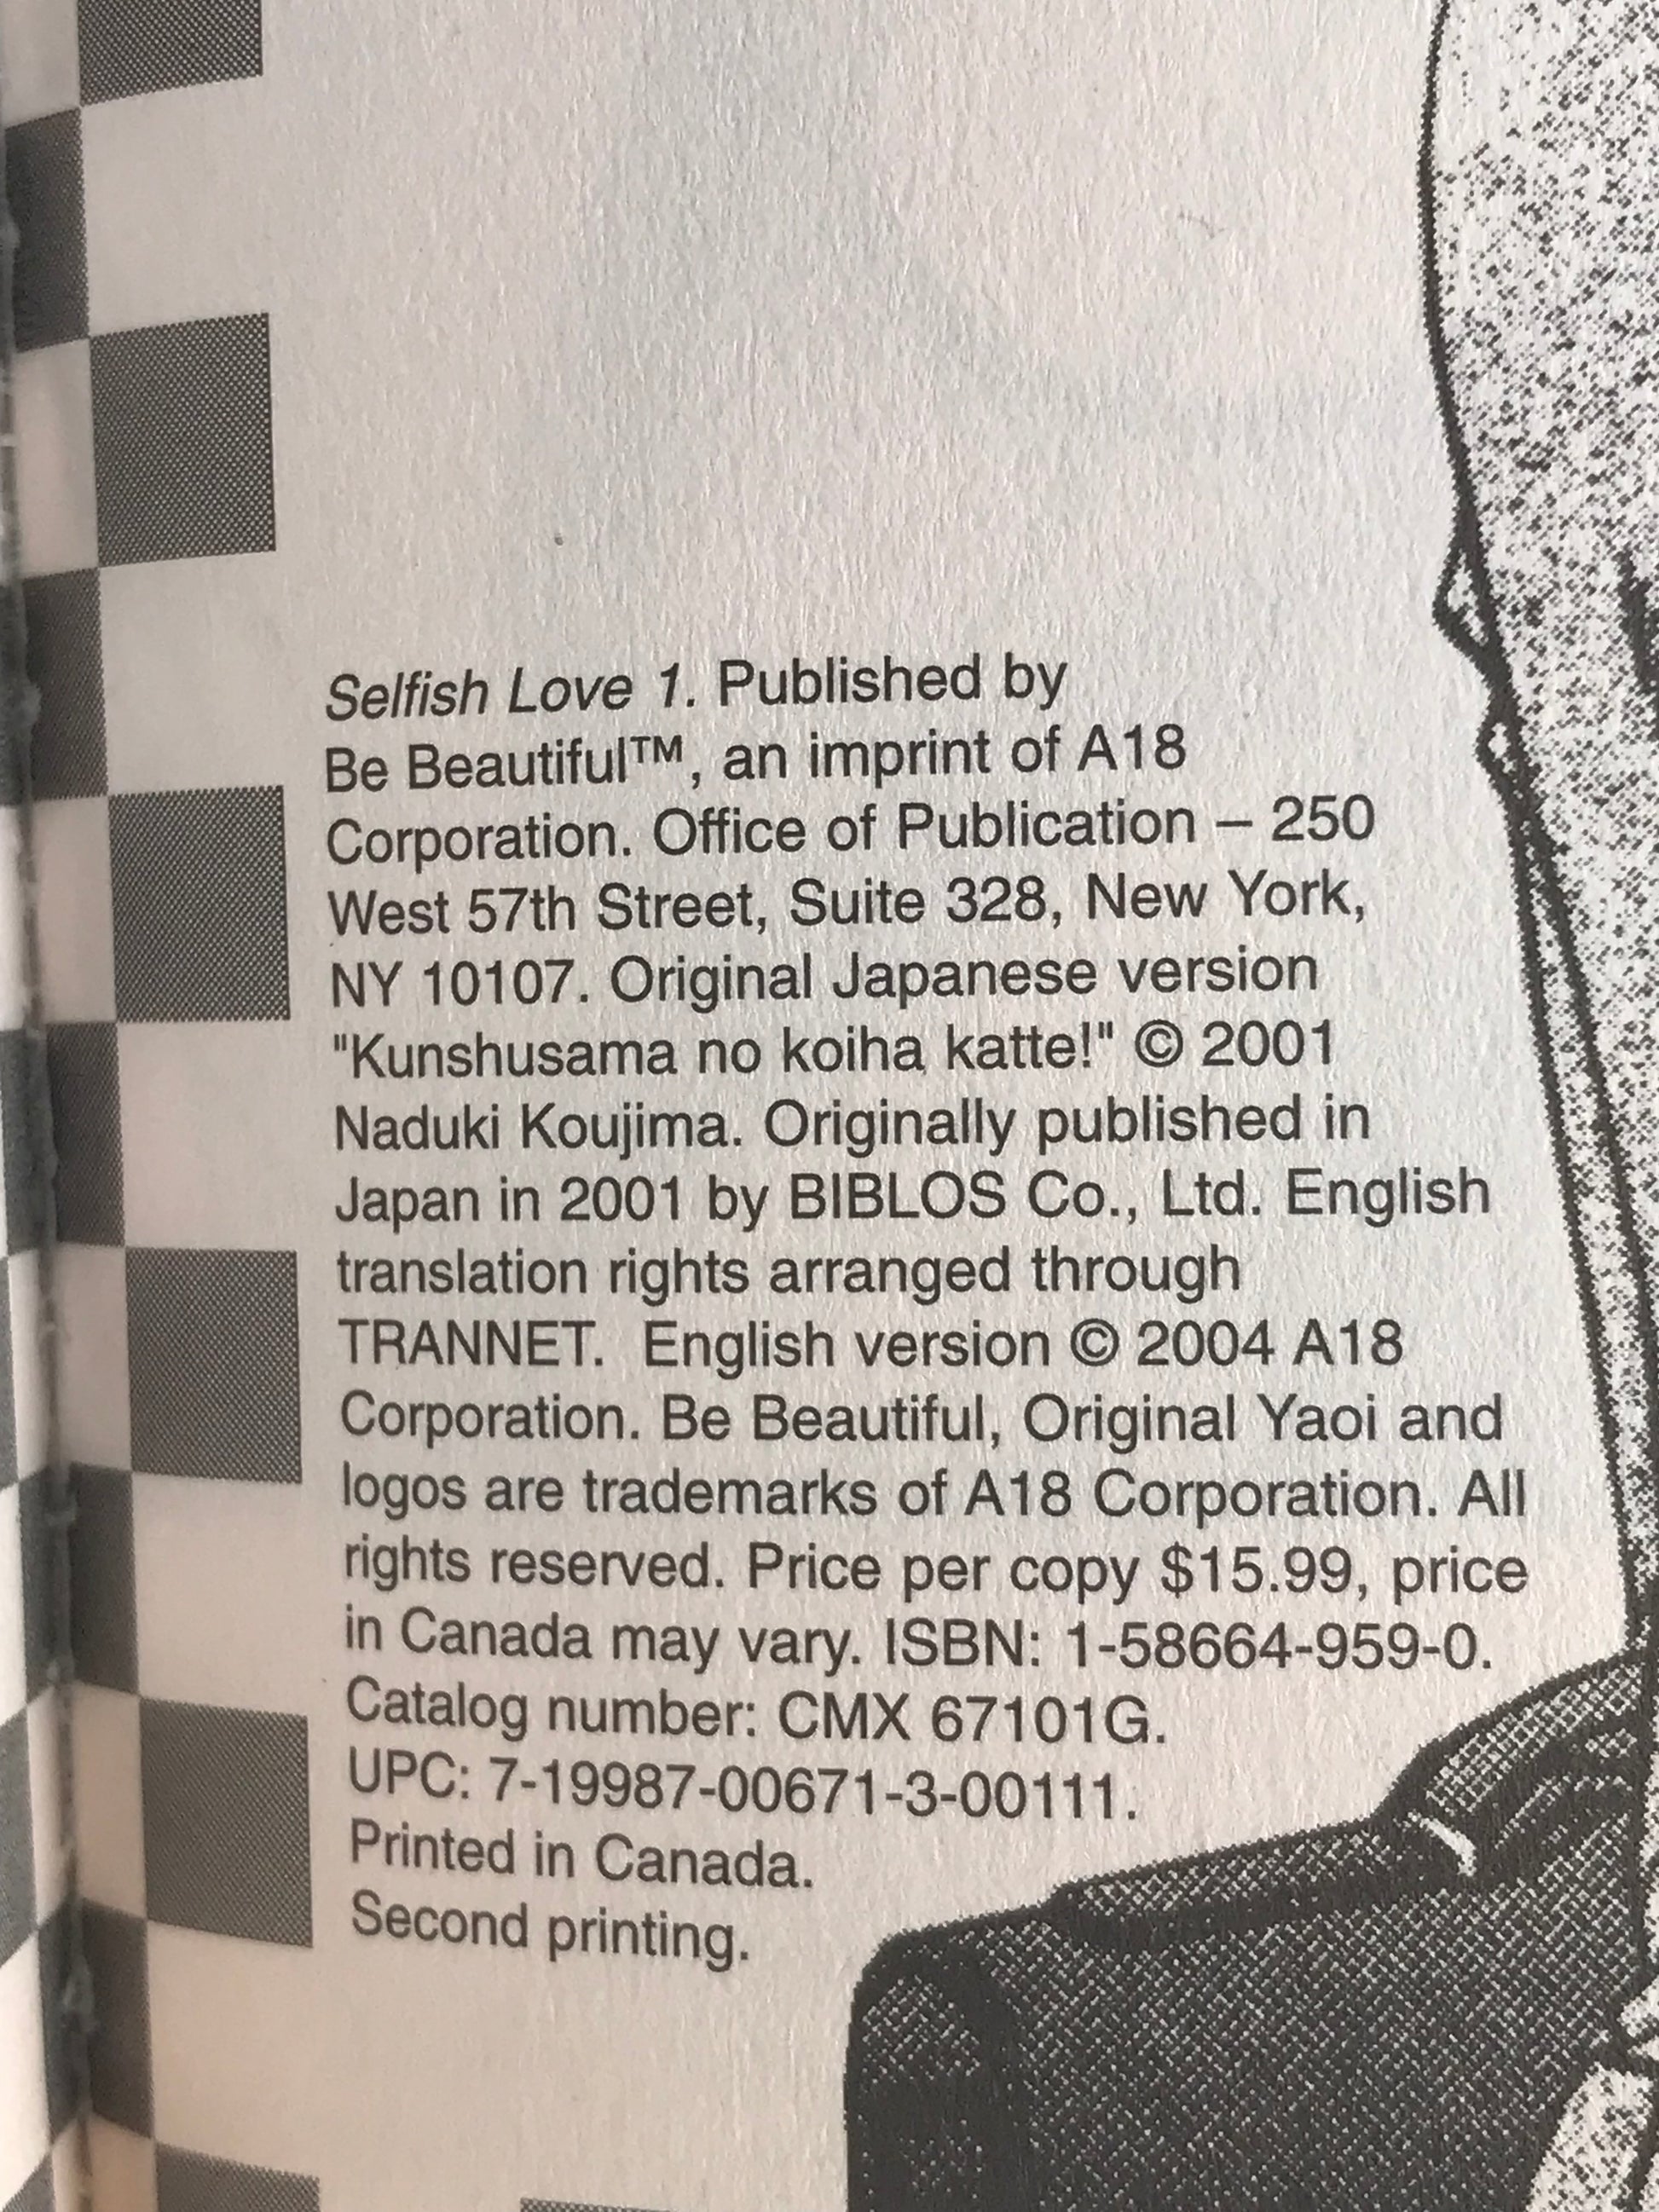 Selfish Love 1. Published by
Be Beautiful™, an imprint of A18
Corporation. Office of Publication – 250
West 57th Street, Suite 328, New York,
NY 10107. Original Japanese version
"Kunshusama no koiha katte!" © 2001
Naduki Koujima. Originally published in
Japan in 2001 by BIBLOS Co., Ltd. English
translation rights arranged through
TRANNET.  English version © 2004 A18
Corporation. Be Beautiful, Original Yaoi and
logos are trademarks of A18 Corporation. All
rights reserved. Price per copy $15.99, price
in Canada may vary. ISBN: 1-58664-959-0.
Catalog number: CMX 67101G.
UPC: 7-19987-00671-3-00111.
Printed in Canada.
Second printing.